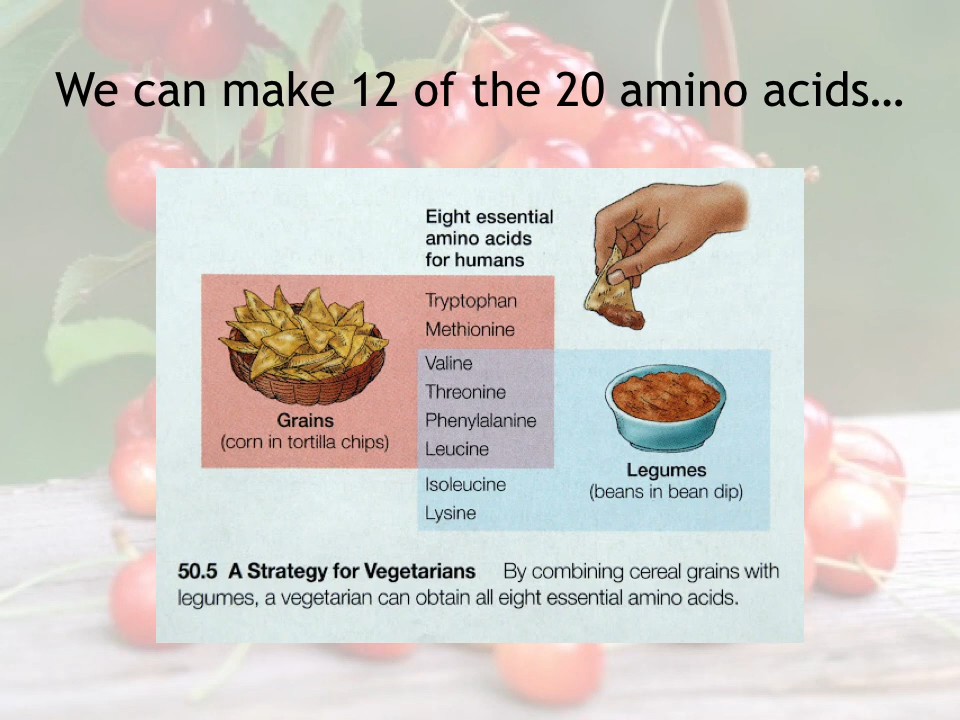 We can make 12 of the 20 amino acids…
Eight essential
amino acids
for humans
Tryptophan
Methionine
Valine
Threonine
Phenylalanine
Leucine
Isoleucine
Lysine
Grains
(corn in tortilla chips)
Legumes
(beans in bean dip)
50.5 A Strategy for Vegetarians By combining cereal grains with
legumes, a vegetarian can obtain all eight essential amino acids.